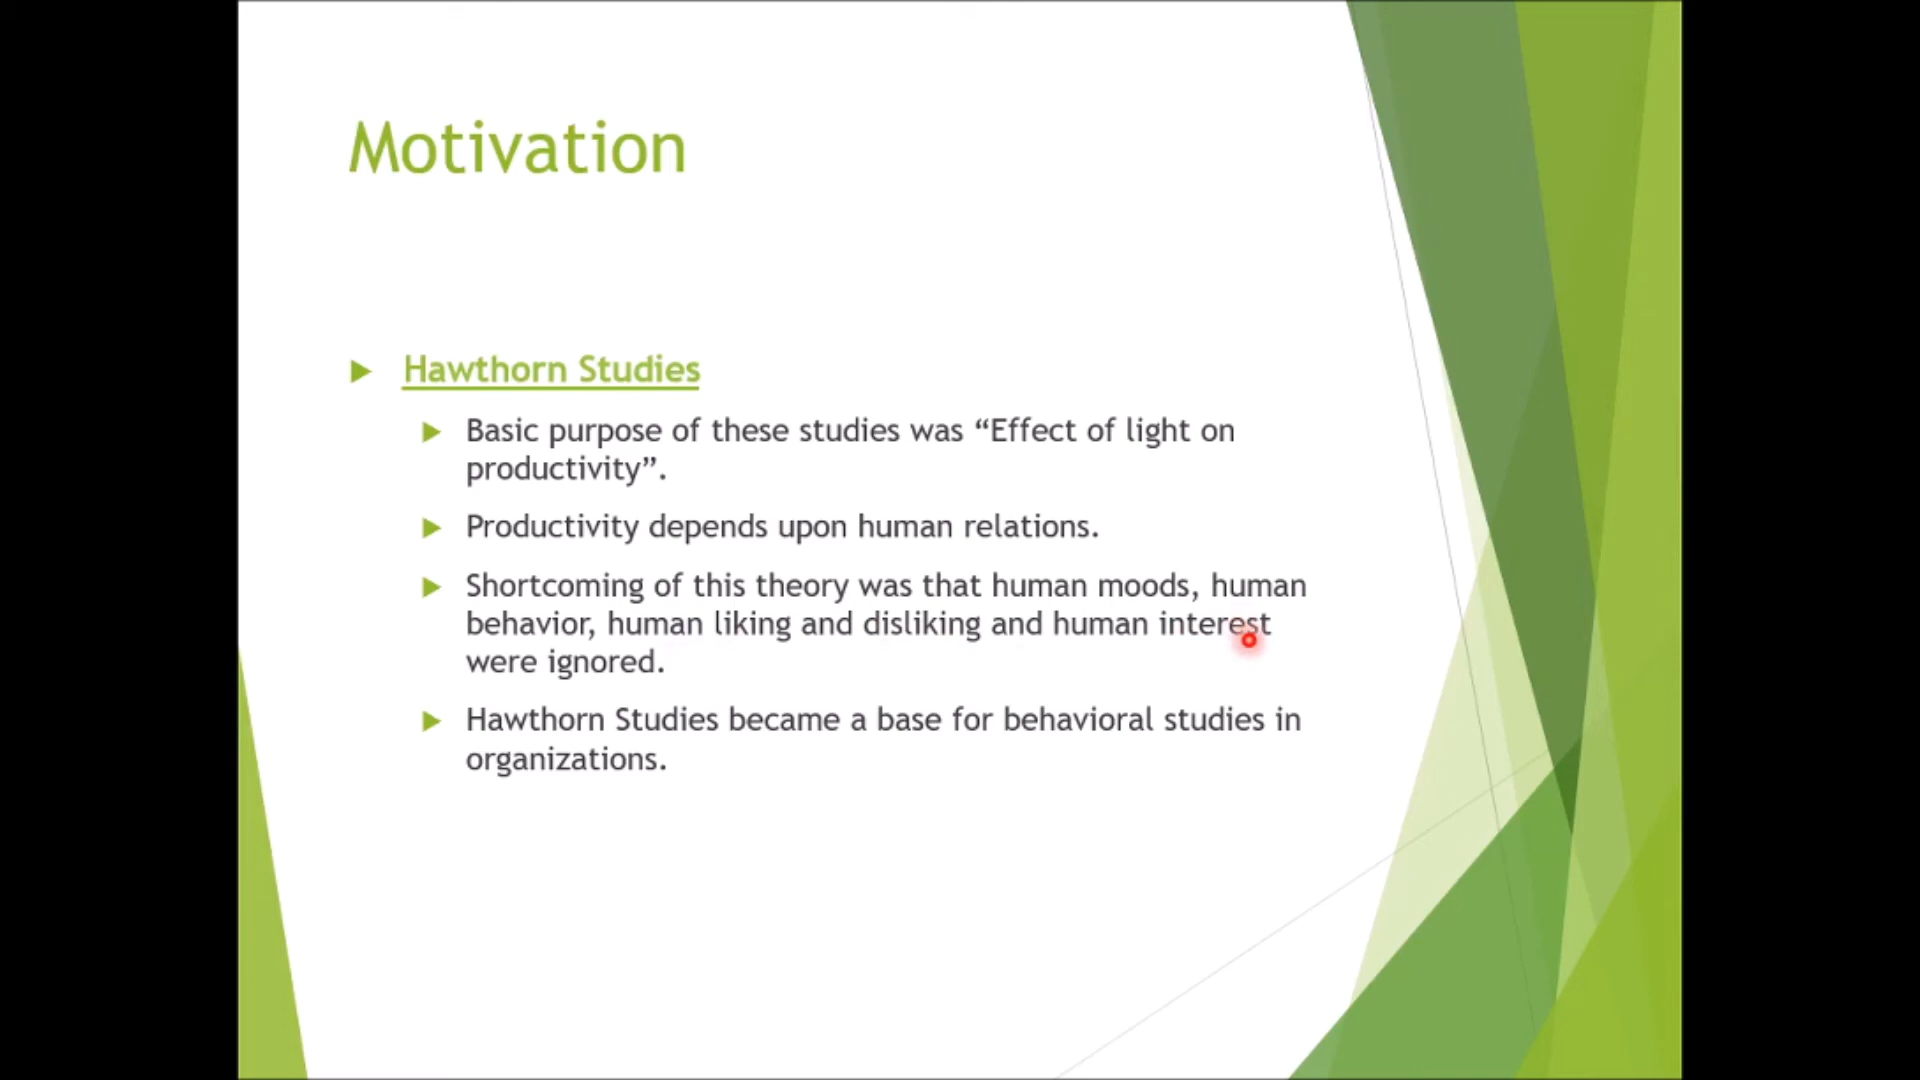 Motivation
Hawthorn Studies
Basic purpose of these studies was “Effect of light on
productivity”.
Productivity depends upon human relations.
Shortcoming of this theory was that human moods, human
behavior, human liking and disliking and human interest
were ignored.
Hawthorn Studies became a base for behavioral studies in
organizations.